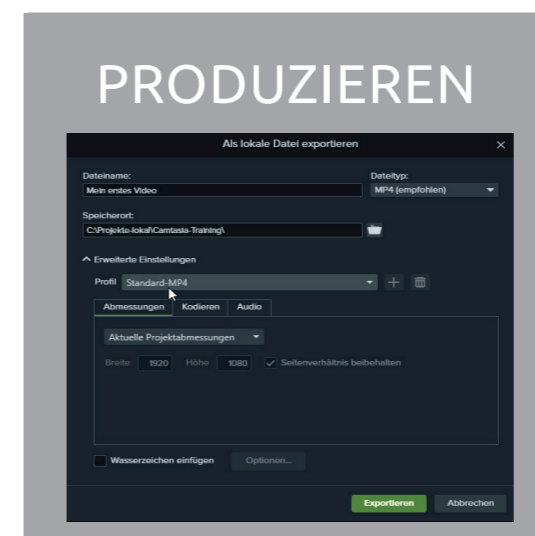 PRODUZIEREN
Als lokale Datei exportieren
Dateiname:
Dateityp:
Mein erstes Video
MP4 (empfohlen)
Speicherort:
C:\Projekte-lokal\Camtasia-Training\
Erweiterte Einstellungen
Profil Standard-MP4
Abmessungen Kodieren Audio
Aktuelle Projektabmessungen
Breite 1920 Höhe 1080 Seitenverhältnis beibehalten
Wasserzeichen einfügen Optionen...
Exportieren Abbrechen